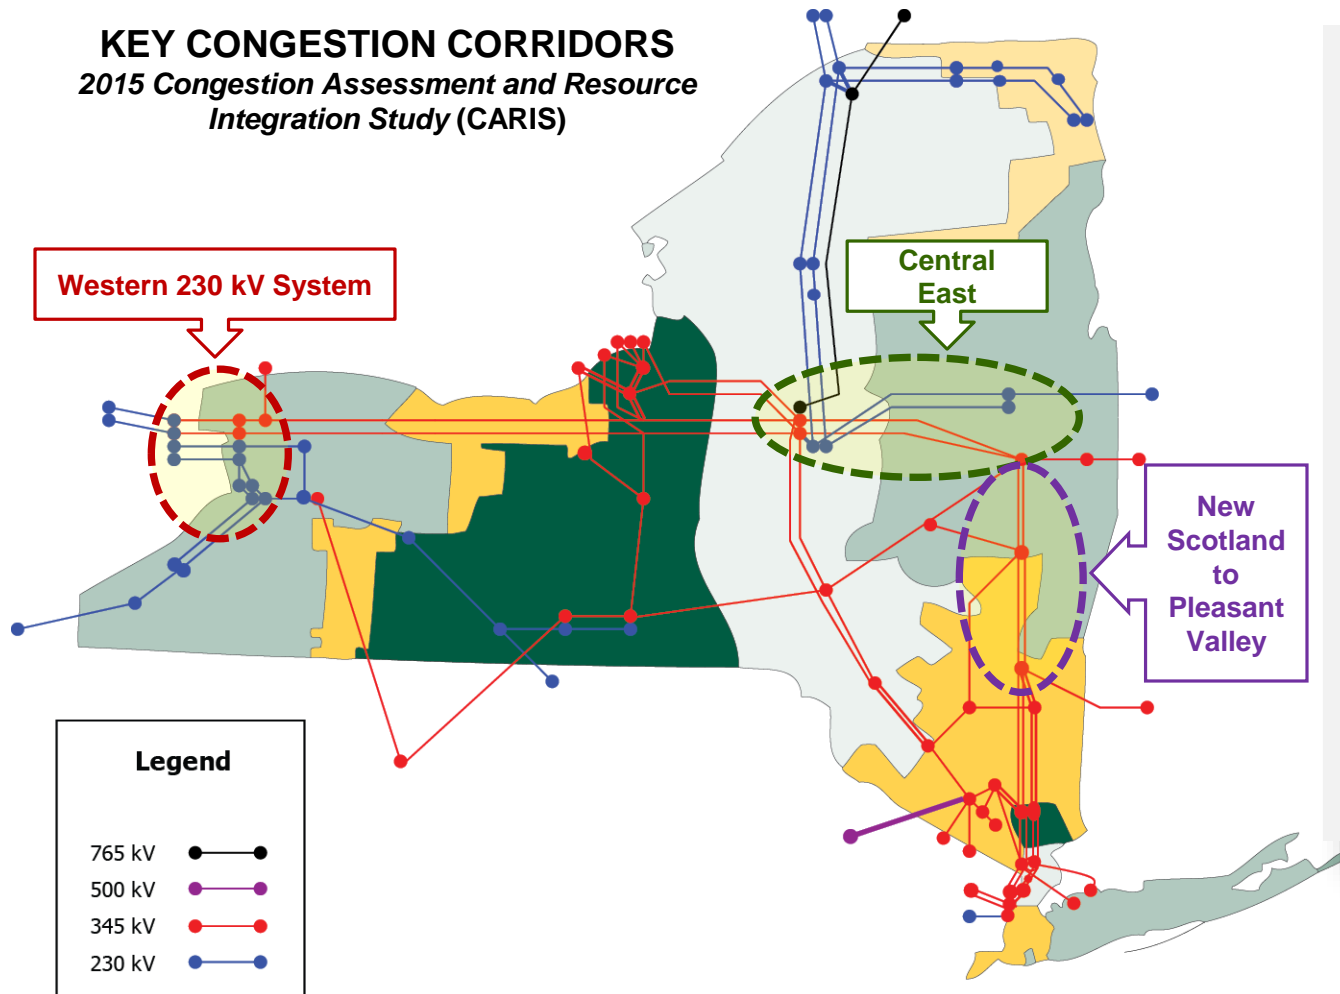 KEY CONGESTION CORRIDORS
2015 Congestion Assessment and Resource
Integration Study (CARIS)
Western 230 kV System
Central
East
New
Scotland
to
Pleasant
Valley
Legend
765 kV
500 kV
345 kV
230 kV